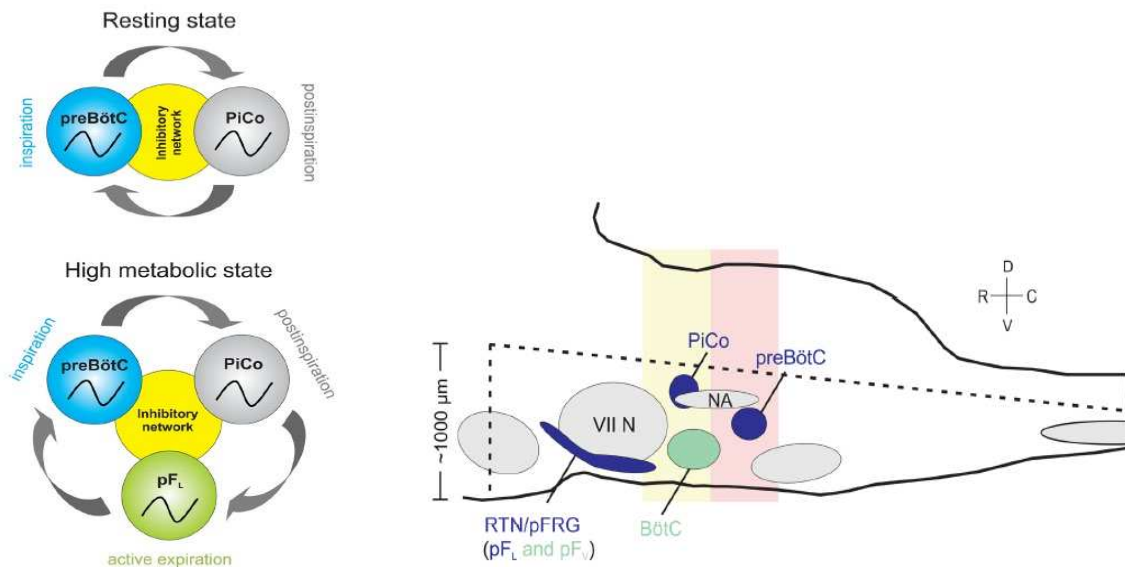 Resting state
inspiration
preBötC
Inhibitory
network
PiCo
postinspiration
High metabolic state
inspiration
preBötC
PiCo
postinspiration
Inhibitory
network
pFL
active expiration
D
R
C
V
PiCo
preBötC
NA
VII N
~1000 µm
RTN/pFRG
BötC
(pFL and pFV)